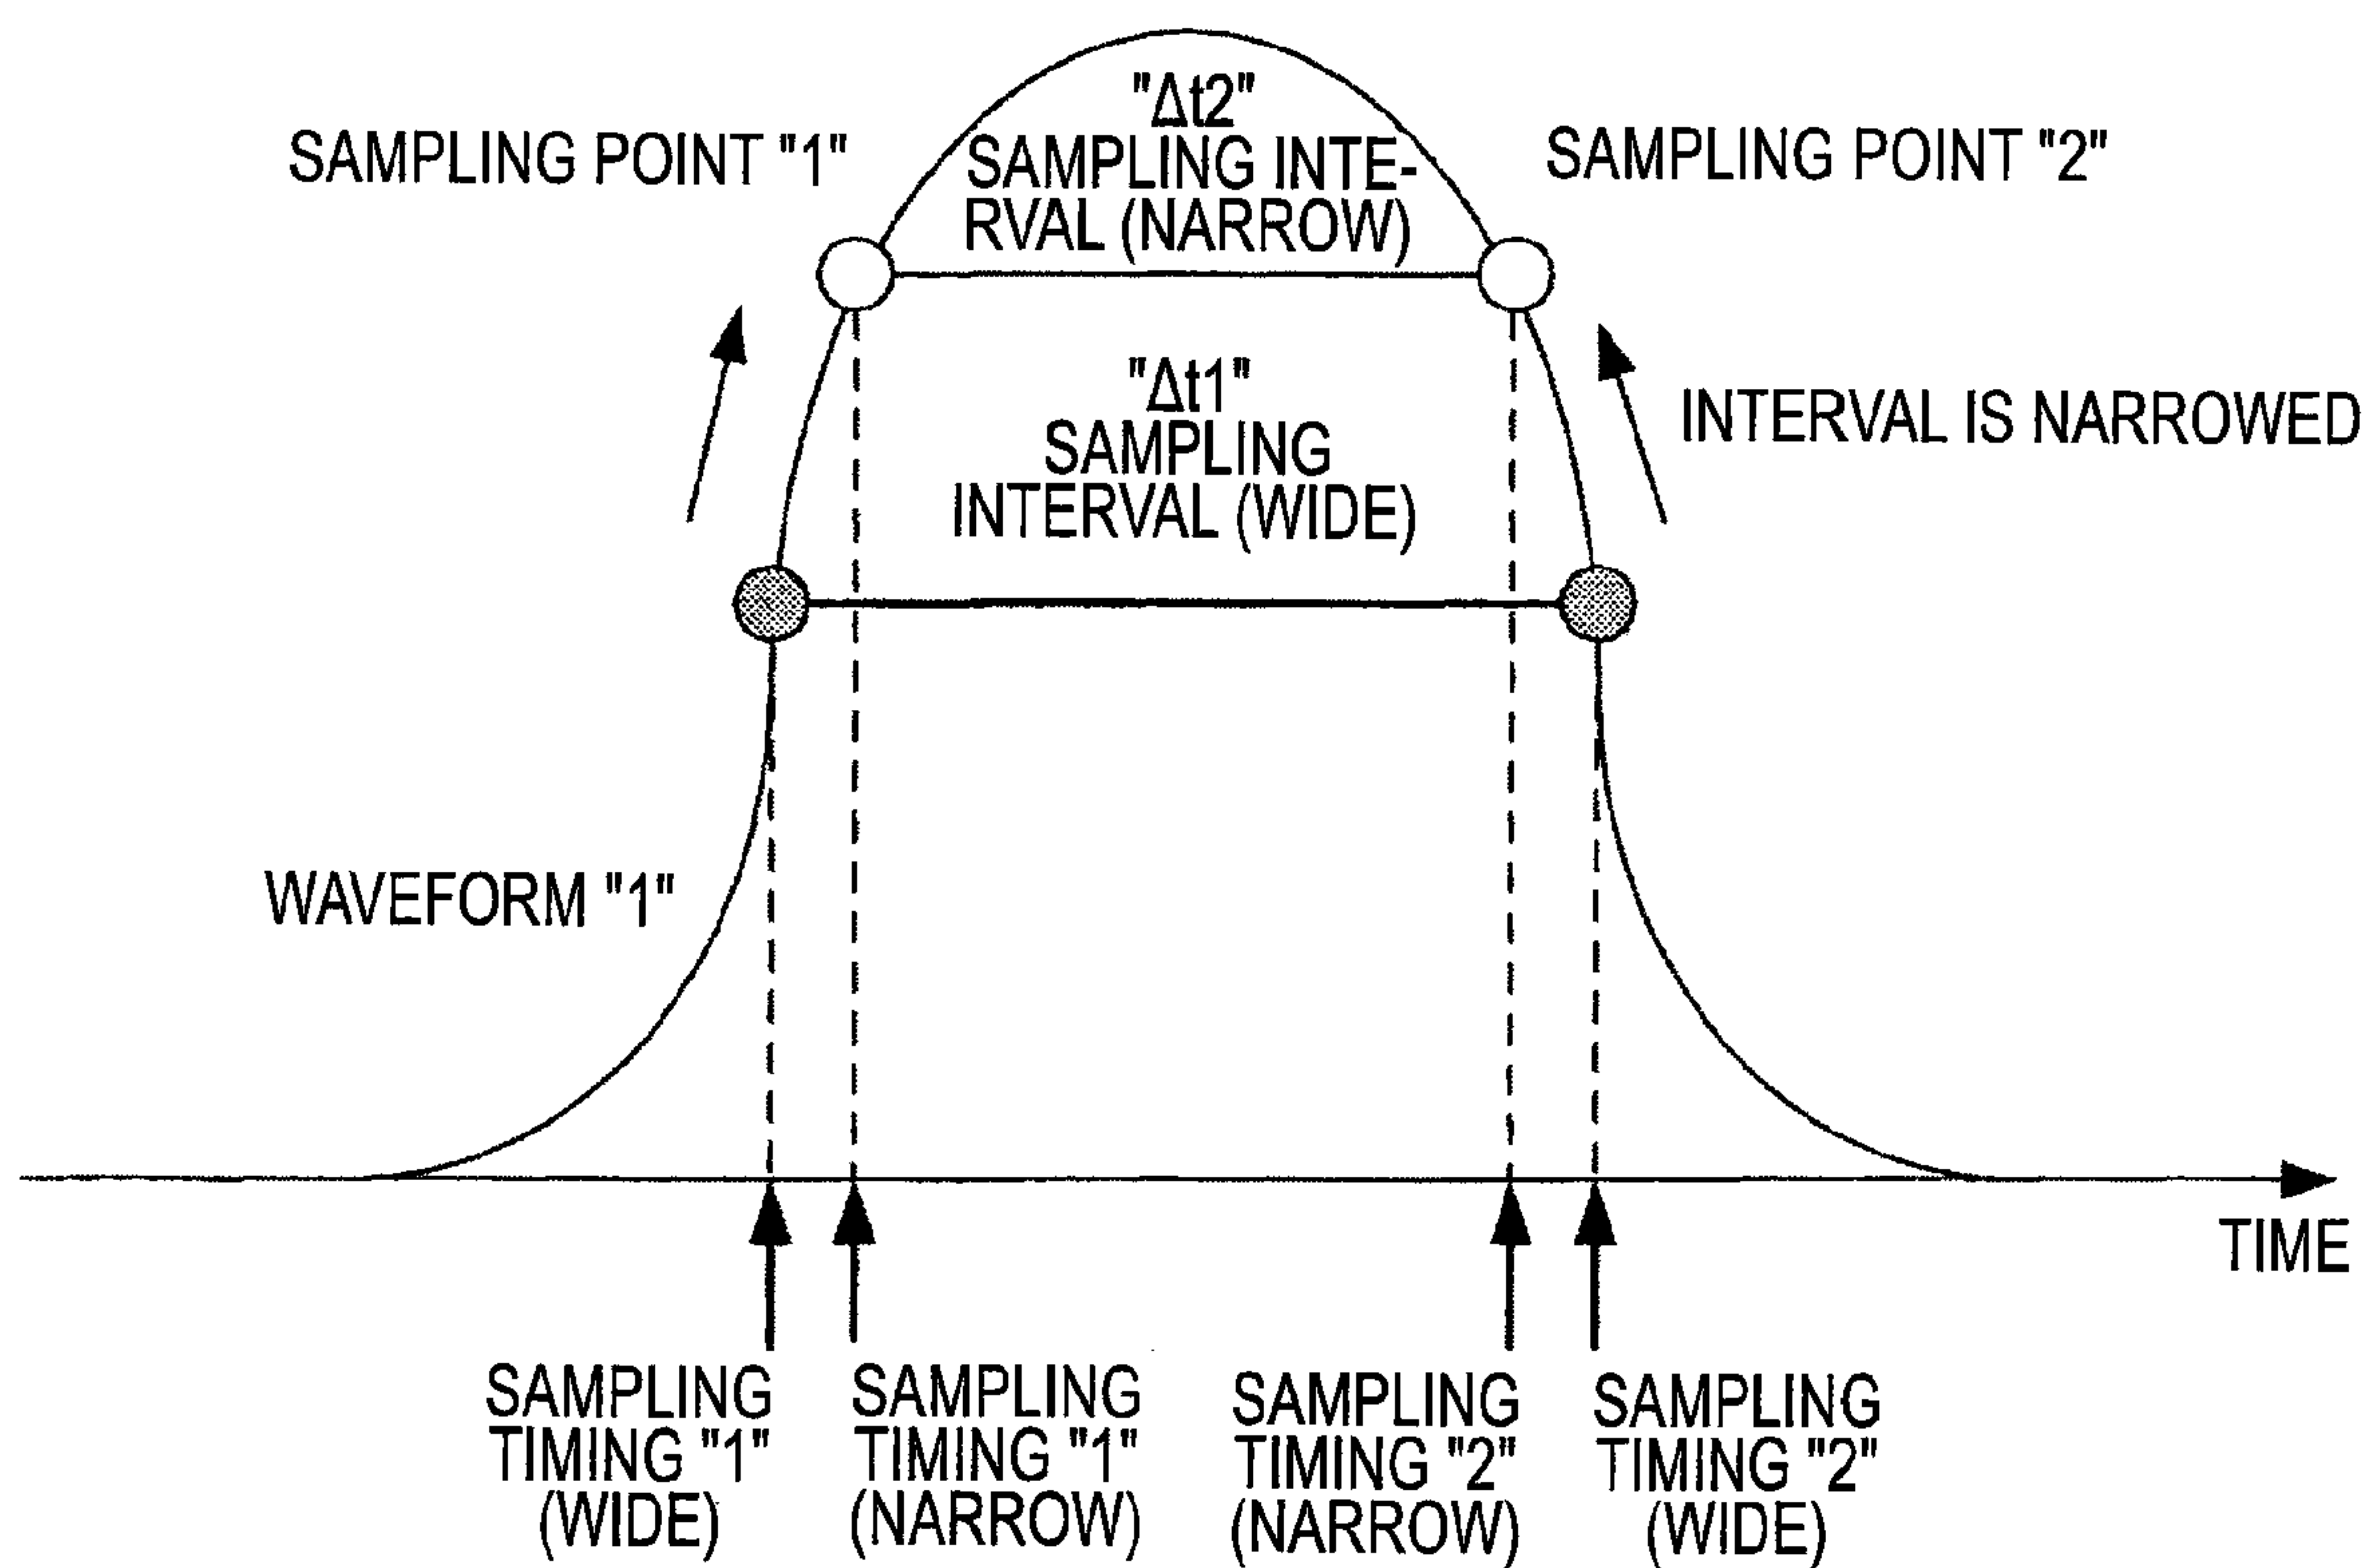 "Δt2"
SAMPLING POINT "1"
SAMPLING INTE-
RVAL (NARROW)
SAMPLING POINT "2"
"Δt1"
SAMPLING
INTERVAL (WIDE)
INTERVAL IS NARROWED
WAVEFORM "1"
TIME
SAMPLING
TIMING "1"
(WIDE)
SAMPLING
TIMING "1"
(NARROW)
SAMPLING
TIMING "2"
(NARROW)
SAMPLING
TIMING "2"
(WIDE)